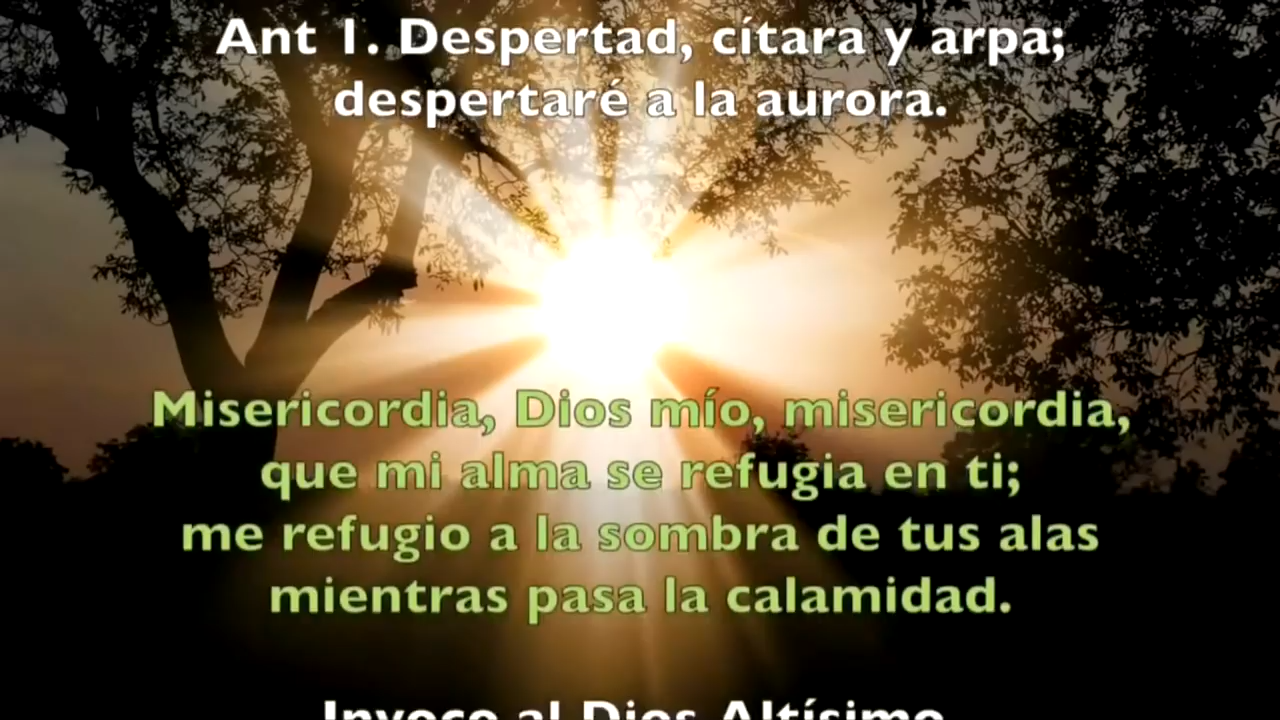 Ant 1. Despertad, cítara y arpa;
despertaré a la aurora.
Misericordia, Dios mío, misericordia,
que mi alma se refugia en ti;
me refugio a la sombra de tus alas
mientras pasa la calamidad.
Invoco al Dios Altísimo